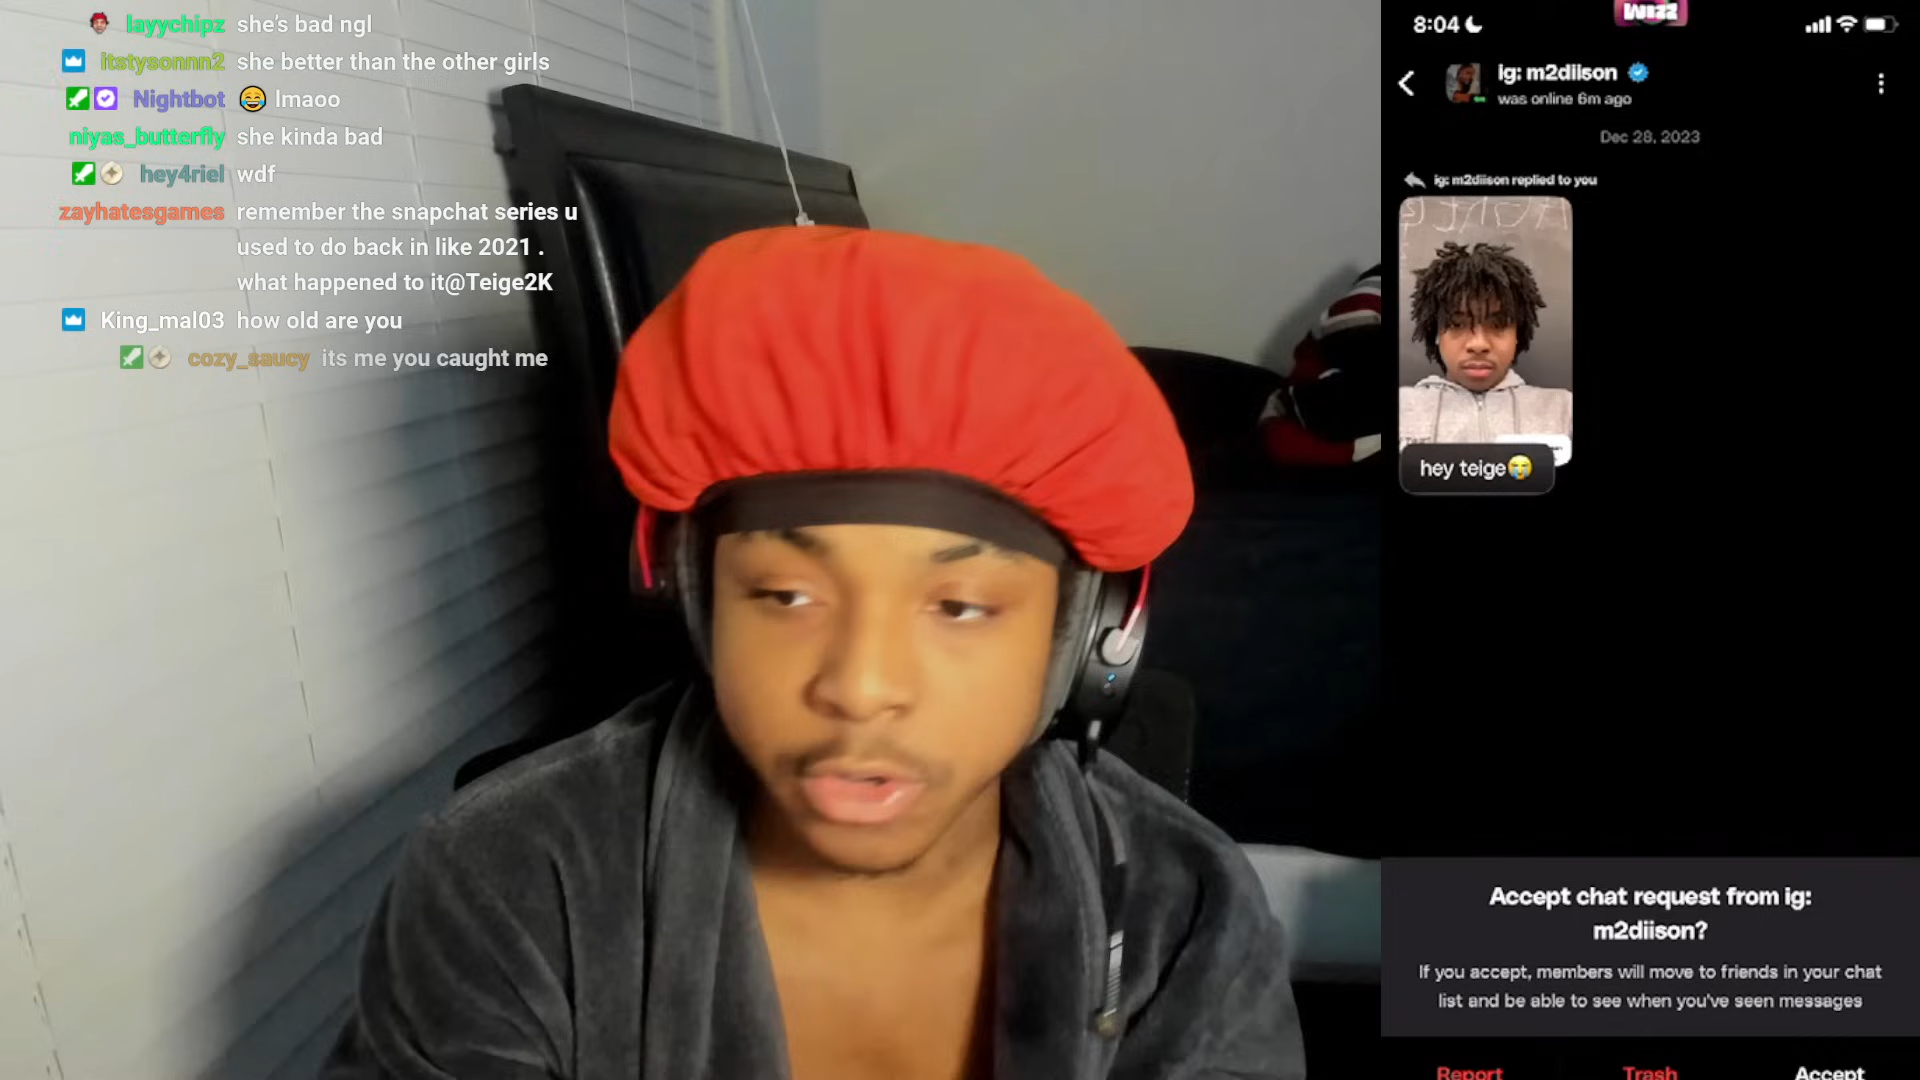 layychipz she's bad ngl
itstysonnn2 she better than the other girls
Nightbot 😂 lmaoo
niyas_butterfly she kinda bad
hey4riel wdf
zayhatesgames remember the snapchat series u
used to do back in like 2021 .
what happened to it@Teige2K
King_mal03 how old are you
cozy_saucy its me you caught me
Wizz
8:04
ig: m2diison
was online 6m ago
Dec 28, 2023
ig: m2diison replied to you
hey teige😭
Accept chat request from ig:
m2diison?
If you accept, members will move to friends in your chat
list and be able to see when you've seen messages
Report Trash Accept